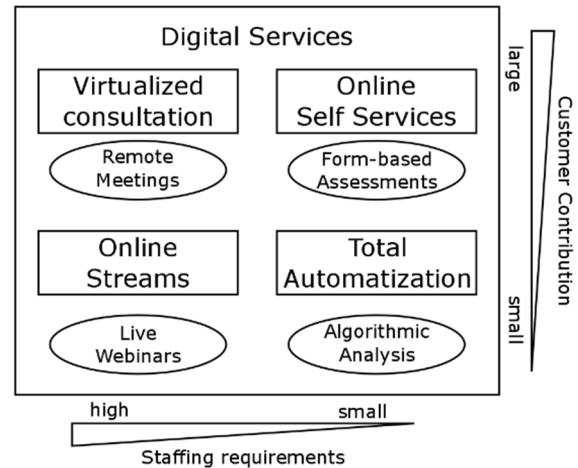 Digital Services
Virtualized
consultation
Online
Self Services
Remote
Meetings
Form-based
Assessments
Online
Streams
Total
Automatization
Live
Webinars
Algorithmic
Analysis
large
small
Customer Contribution
high
small
Staffing requirements